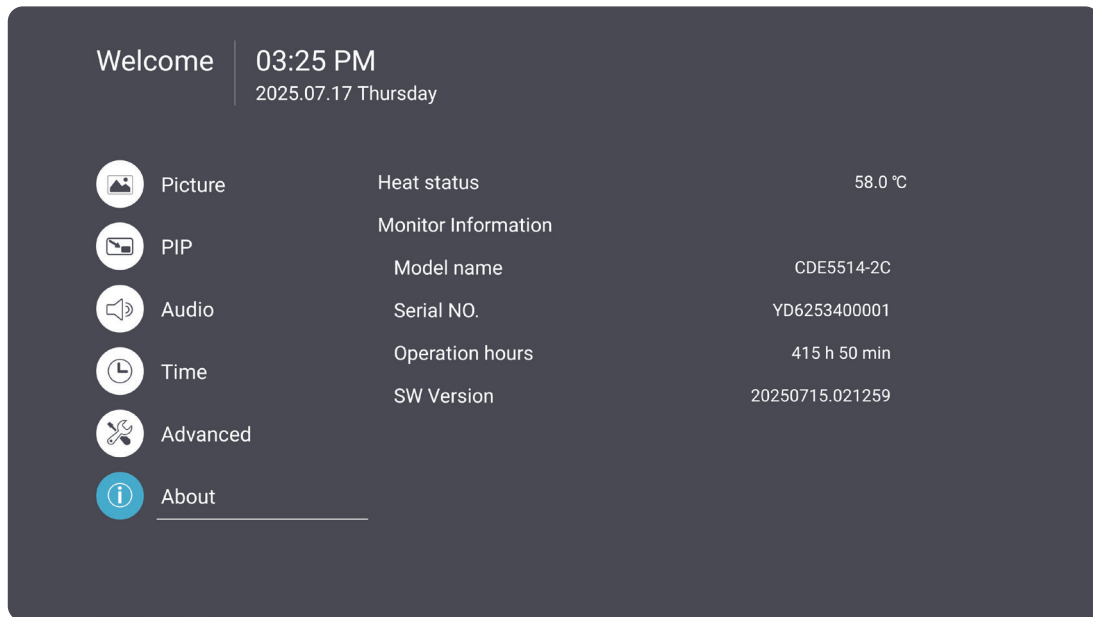 Welcome
03:25 PM
2025.07.17 Thursday
Picture
PIP
Audio
Time
Advanced
About
Heat status 58.0 ℃
Monitor Information
Model name CDE5514-2C
Serial NO. YD6253400001
Operation hours 415 h 50 min
SW Version 20250715.021259